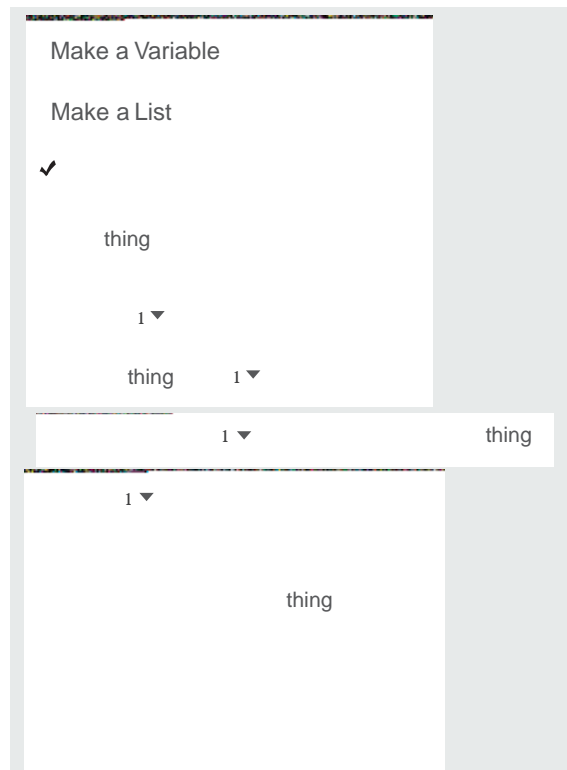 Make a Variable
Make a List
✓
thing
1 ▼
thing 1 ▼
1 ▼ thing
1 ▼
thing